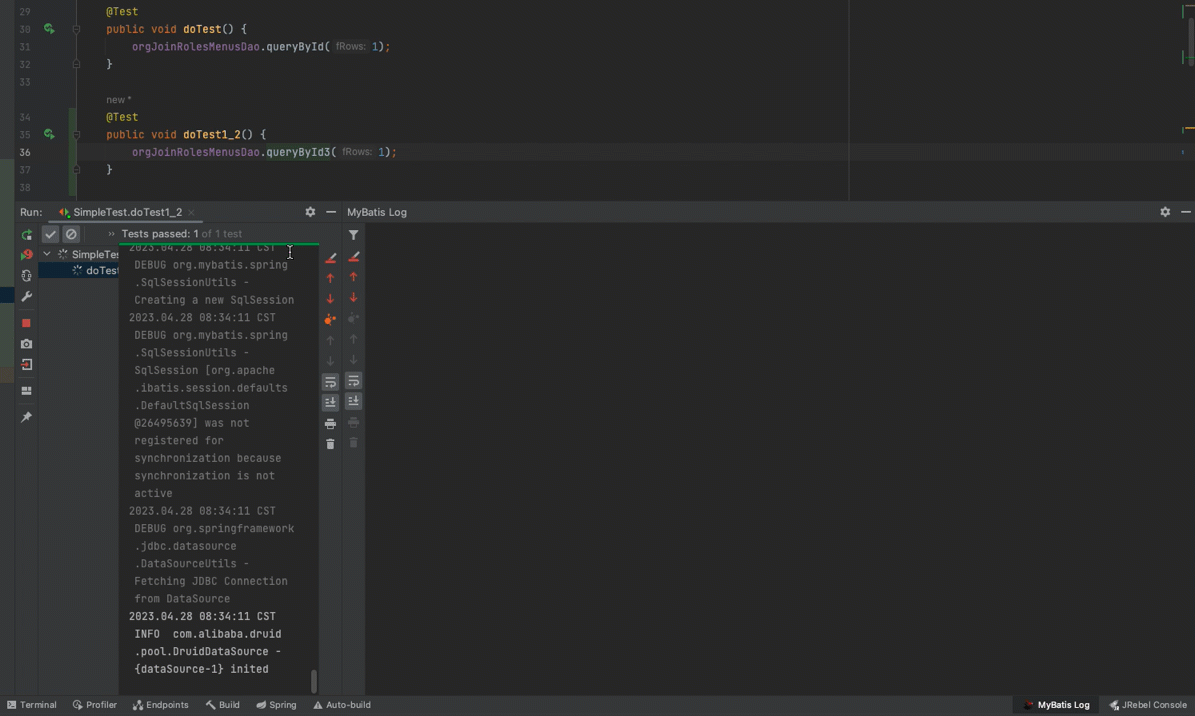 29 @Test
30 public void doTest() {
31 orgJoinRolesMenusDao.queryById( fRows: 1);
32 }
33
new *
34 @Test
35 public void doTest1_2() {
36 orgJoinRolesMenusDao.queryById3( fRows: 1);
37 }
38
Run: SimpleTest.doTest1_2 ×
MyBatis Log
» Tests passed: 1 of 1 test
SimpleTes
doTest
2023.04.28 08:34:11 CST
DEBUG org.mybatis.spring
.SqlSessionUtils -
Creating a new SqlSession
2023.04.28 08:34:11 CST
DEBUG org.mybatis.spring
.SqlSessionUtils -
SqlSession [org.apache
.ibatis.session.defaults
.DefaultSqlSession
@26495639] was not
registered for
synchronization because
synchronization is not
active
2023.04.28 08:34:11 CST
DEBUG org.springframework
.jdbc.datasource
.DataSourceUtils -
Fetching JDBC Connection
from DataSource
2023.04.28 08:34:11 CST
INFO com.alibaba.druid
.pool.DruidDataSource -
{dataSource-1} inited
Terminal Profiler Endpoints Build Spring Auto-build MyBatis Log JRebel Console